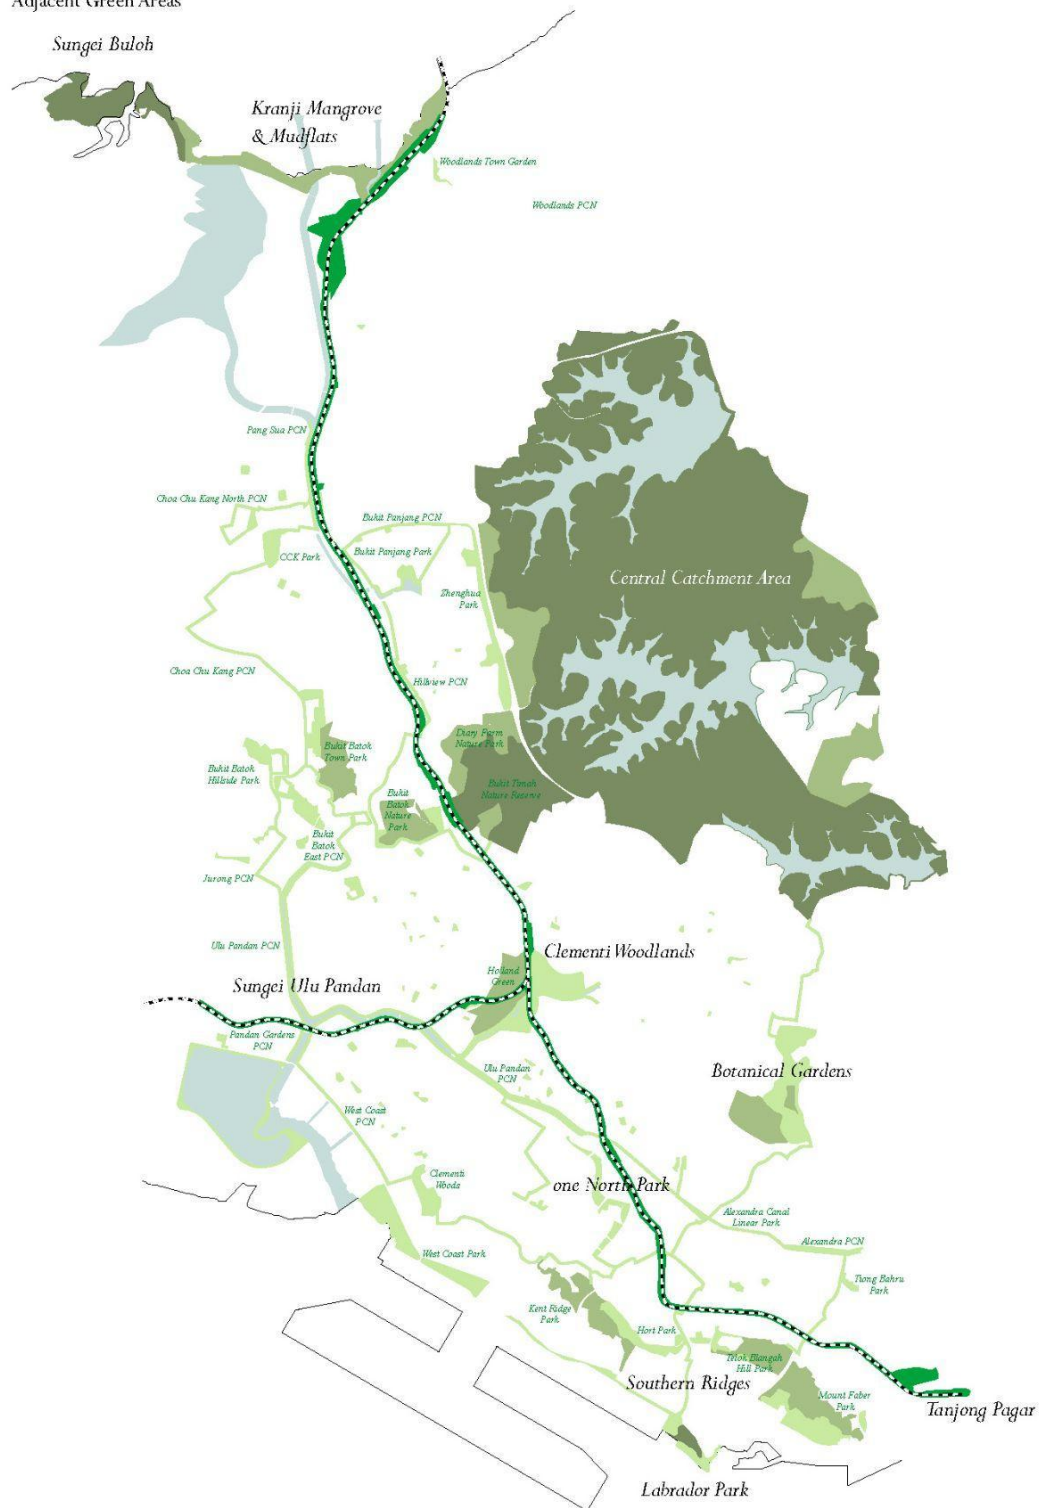 Adjacent Green Areas
Sungei Buloh
Kranji Mangrove
& Mudflats
Woodlands Town Garden
Woodlands PCN
Pang Sua PCN
Choa Chu Kang North PCN
Bukit Panjang PCN
CCK Park
Bukit Panjang Park
Central Catchment Area
Zhenghua
Park
Choa Chu Kang PCN
Hillview PCN
Diary Farm
Nature Park
Bukit Batok
Town Park
Bukit Batok
Hillside Park
Bukit Timah
Nature Reserve
Bukit
Batok
Nature
Park
Bukit
Batok
East PCN
Jurong PCN
Ulu Pandan PCN
Clementi Woodlands
Holland
Green
Sungei Ulu Pandan
Pandan Gardens
PCN
Ulu Pandan
PCN
Botanical Gardens
West Coast
PCN
Clementi
Woods
one North Park
Alexandra Canal
Linear Park
Alexandra PCN
West Coast Park
Tiong Bahru
Park
Kent Ridge
Park
Hort Park
Telok Blangah
Hill Park
Southern Ridges
Mount Faber
Park
Tanjong Pagar
Labrador Park